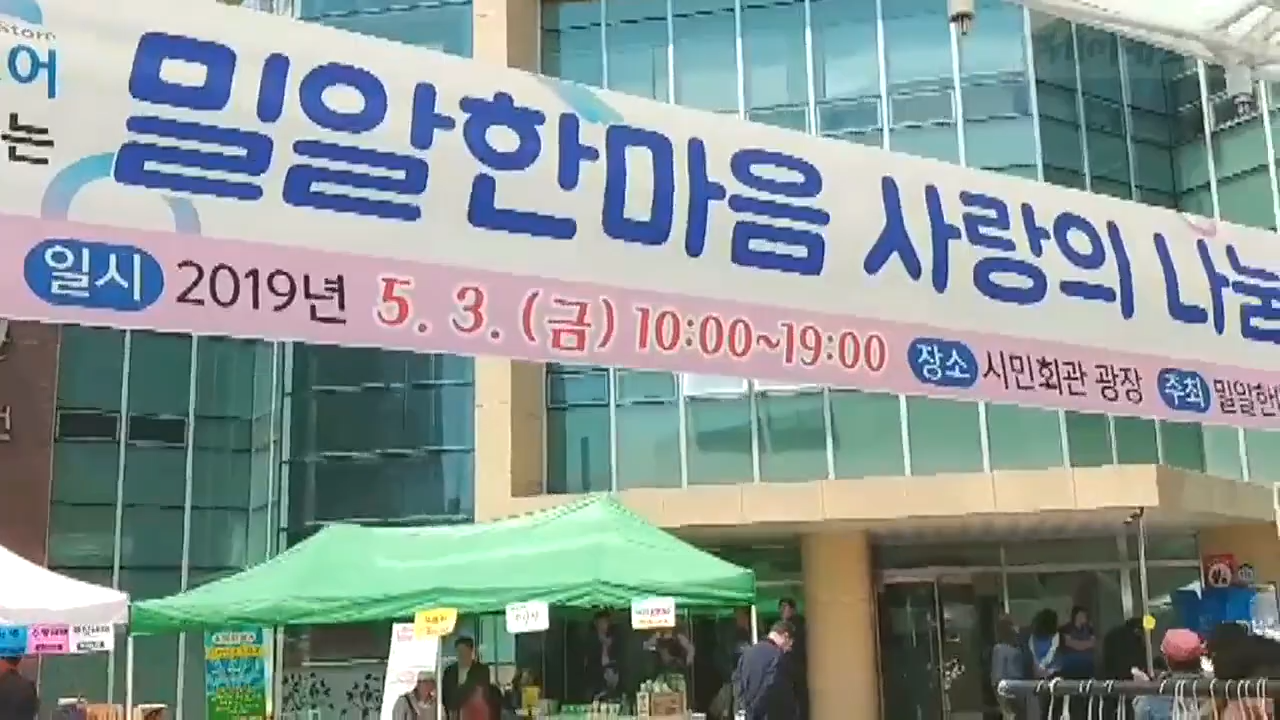 store
어
는
밀알한마음 사랑의 나눔
일시 2019년 5. 3. (금) 10:00~19:00 장소 시민회관 광장 주최 밀알한